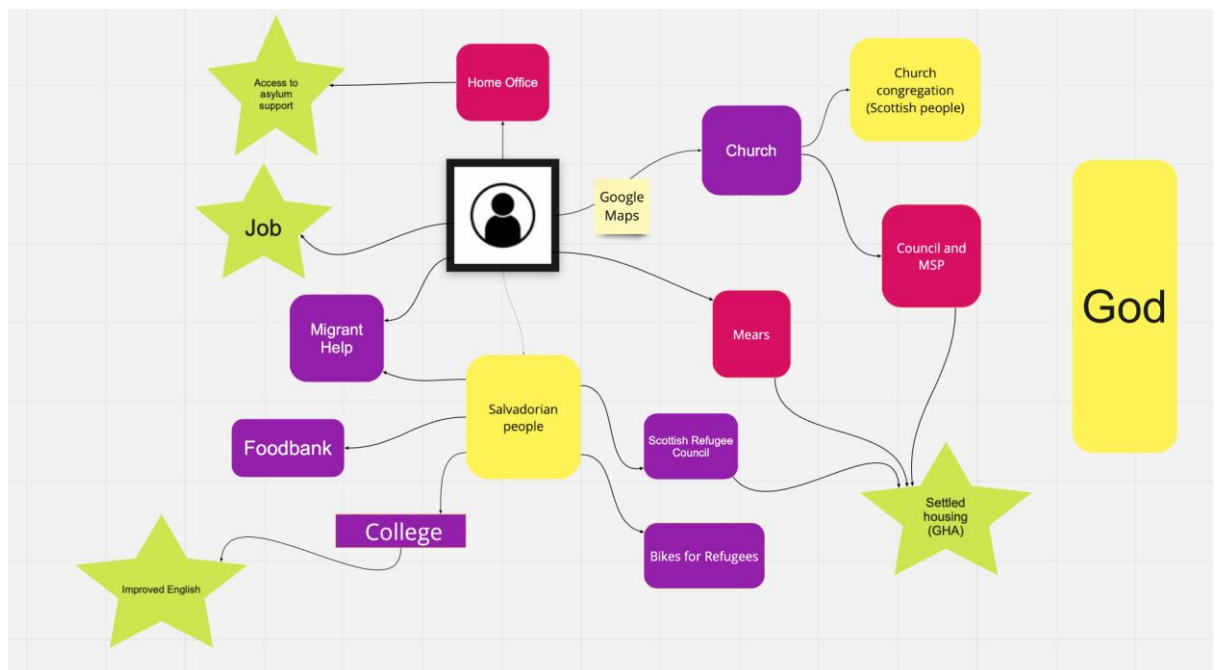 Access to
asylum
support
Home Office
Church
congregation
(Scottish people)
Church
Google
Maps
Job
Council and
MSP
God
Migrant
Help
Mears
Salvadorian
people
Foodbank
Scottish Refugee
Council
Settled
housing
(GHA)
College
Bikes for Refugees
Improved English